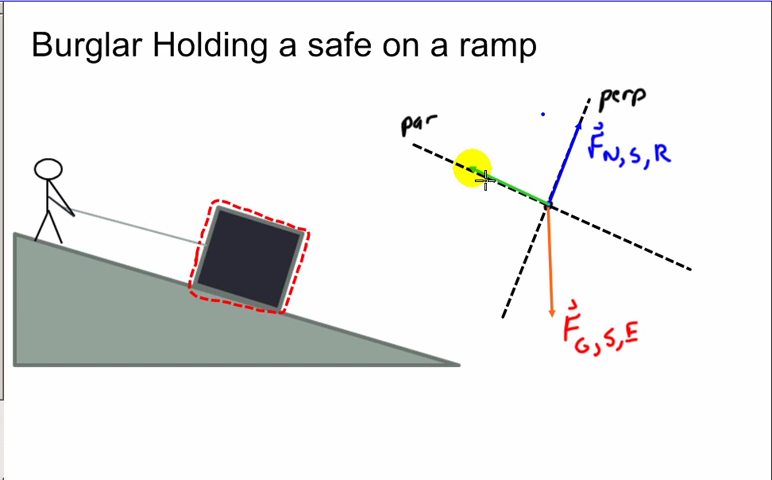 Burglar Holding a safe on a ramp
perp
par
F⃗N,S,R
F⃗G,S,E